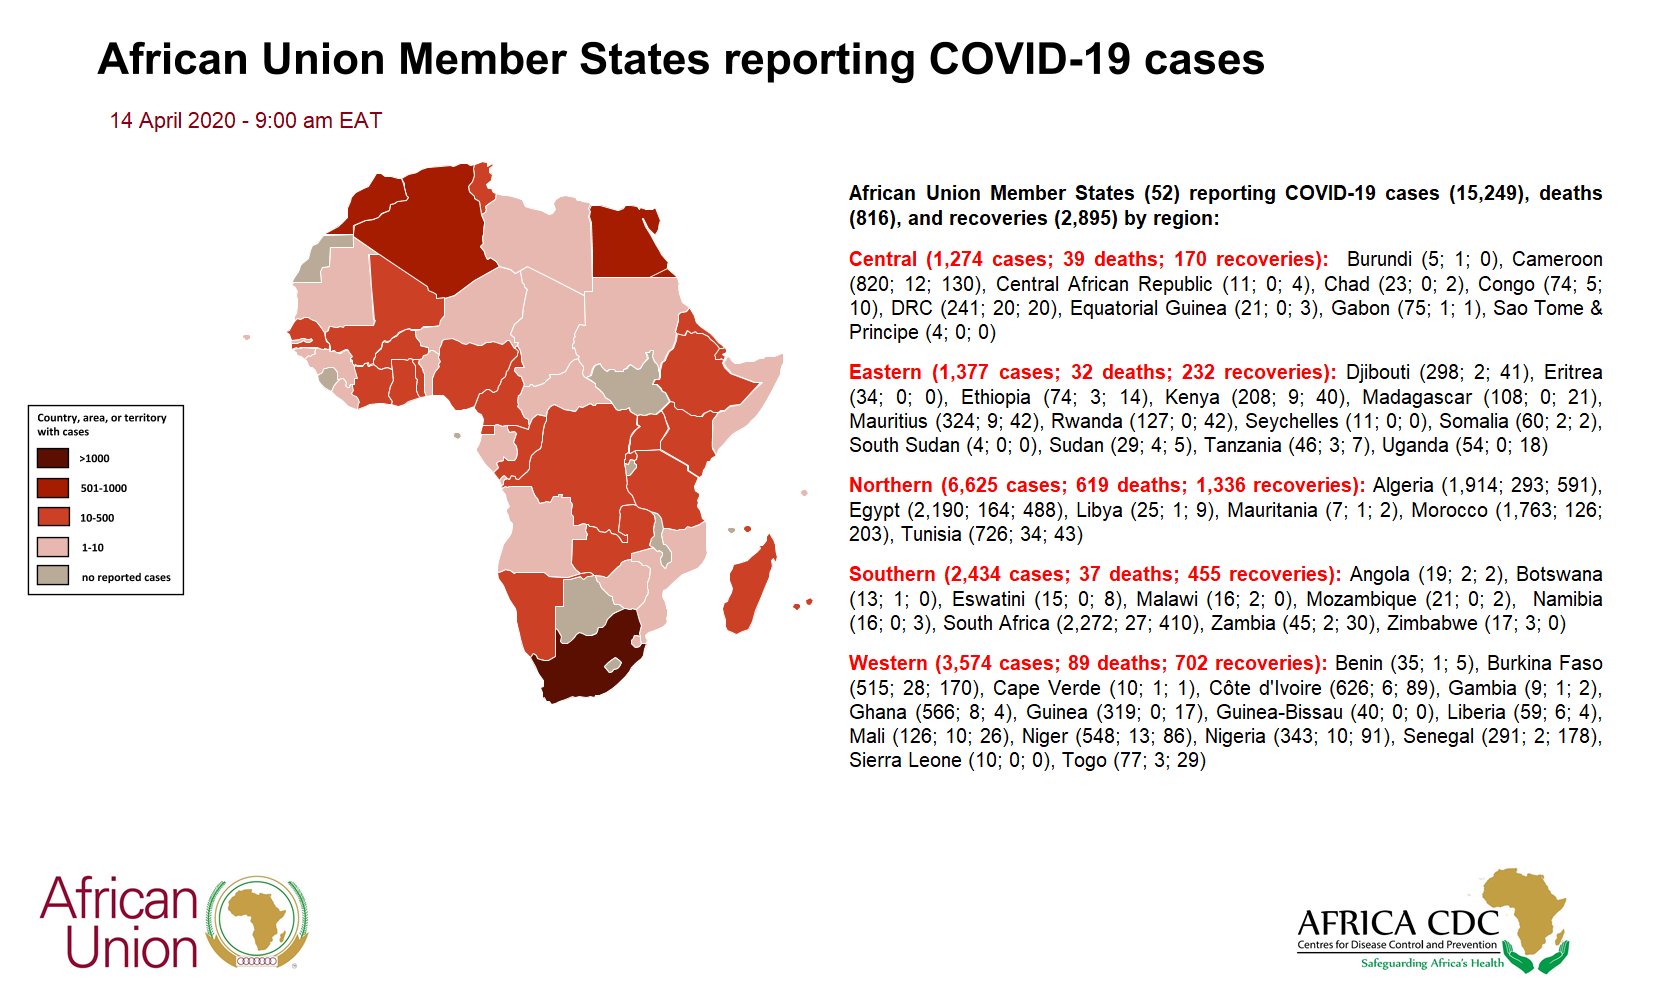 African Union Member States reporting COVID-19 cases
14 April 2020 - 9:00 am EAT
African Union Member States (52) reporting COVID-19 cases (15,249), deaths
(816), and recoveries (2,895) by region:
Central (1,274 cases; 39 deaths; 170 recoveries): Burundi (5; 1; 0), Cameroon
(820; 12; 130), Central African Republic (11; 0; 4), Chad (23; 0; 2), Congo (74; 5;
10), DRC (241; 20; 20), Equatorial Guinea (21; 0; 3), Gabon (75; 1; 1), Sao Tome &
Principe (4; 0; 0)
Eastern (1,377 cases; 32 deaths; 232 recoveries): Djibouti (298; 2; 41), Eritrea
(34; 0; 0), Ethiopia (74; 3; 14), Kenya (208; 9; 40), Madagascar (108; 0; 21),
Mauritius (324; 9; 42), Rwanda (127; 0; 42), Seychelles (11; 0; 0), Somalia (60; 2; 2),
South Sudan (4; 0; 0), Sudan (29; 4; 5), Tanzania (46; 3; 7), Uganda (54; 0; 18)
Northern (6,625 cases; 619 deaths; 1,336 recoveries): Algeria (1,914; 293; 591),
Egypt (2,190; 164; 488), Libya (25; 1; 9), Mauritania (7; 1; 2), Morocco (1,763; 126;
203), Tunisia (726; 34; 43)
Southern (2,434 cases; 37 deaths; 455 recoveries): Angola (19; 2; 2), Botswana
(13; 1; 0), Eswatini (15; 0; 8), Malawi (16; 2; 0), Mozambique (21; 0; 2), Namibia
(16; 0; 3), South Africa (2,272; 27; 410), Zambia (45; 2; 30), Zimbabwe (17; 3; 0)
Western (3,574 cases; 89 deaths; 702 recoveries): Benin (35; 1; 5), Burkina Faso
(515; 28; 170), Cape Verde (10; 1; 1), Côte d'Ivoire (626; 6; 89), Gambia (9; 1; 2),
Ghana (566; 8; 4), Guinea (319; 0; 17), Guinea-Bissau (40; 0; 0), Liberia (59; 6; 4),
Mali (126; 10; 26), Niger (548; 13; 86), Nigeria (343; 10; 91), Senegal (291; 2; 178),
Sierra Leone (10; 0; 0), Togo (77; 3; 29)
Country, area, or territory
with cases
>1000
501-1000
10-500
1-10
no reported cases
African
Union
AFRICA CDC
Centres for Disease Control and Prevention
Safeguarding Africa's Health